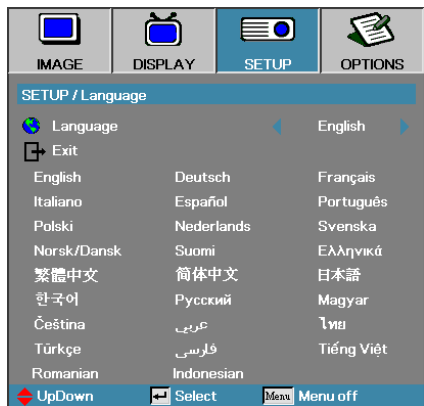 IMAGE DISPLAY SETUP OPTIONS
SETUP / Language
Language English
Exit
English Deutsch Français
Italiano Español Português
Polski Nederlands Svenska
Norsk/Dansk Suomi Ελληνικά
繁體中文 简体中文 日本語
한국어 Русский Magyar
Čeština عربي ไทย
Türkçe فارسی Tiếng Việt
Romanian Indonesian
UpDown Select Menu Menu off